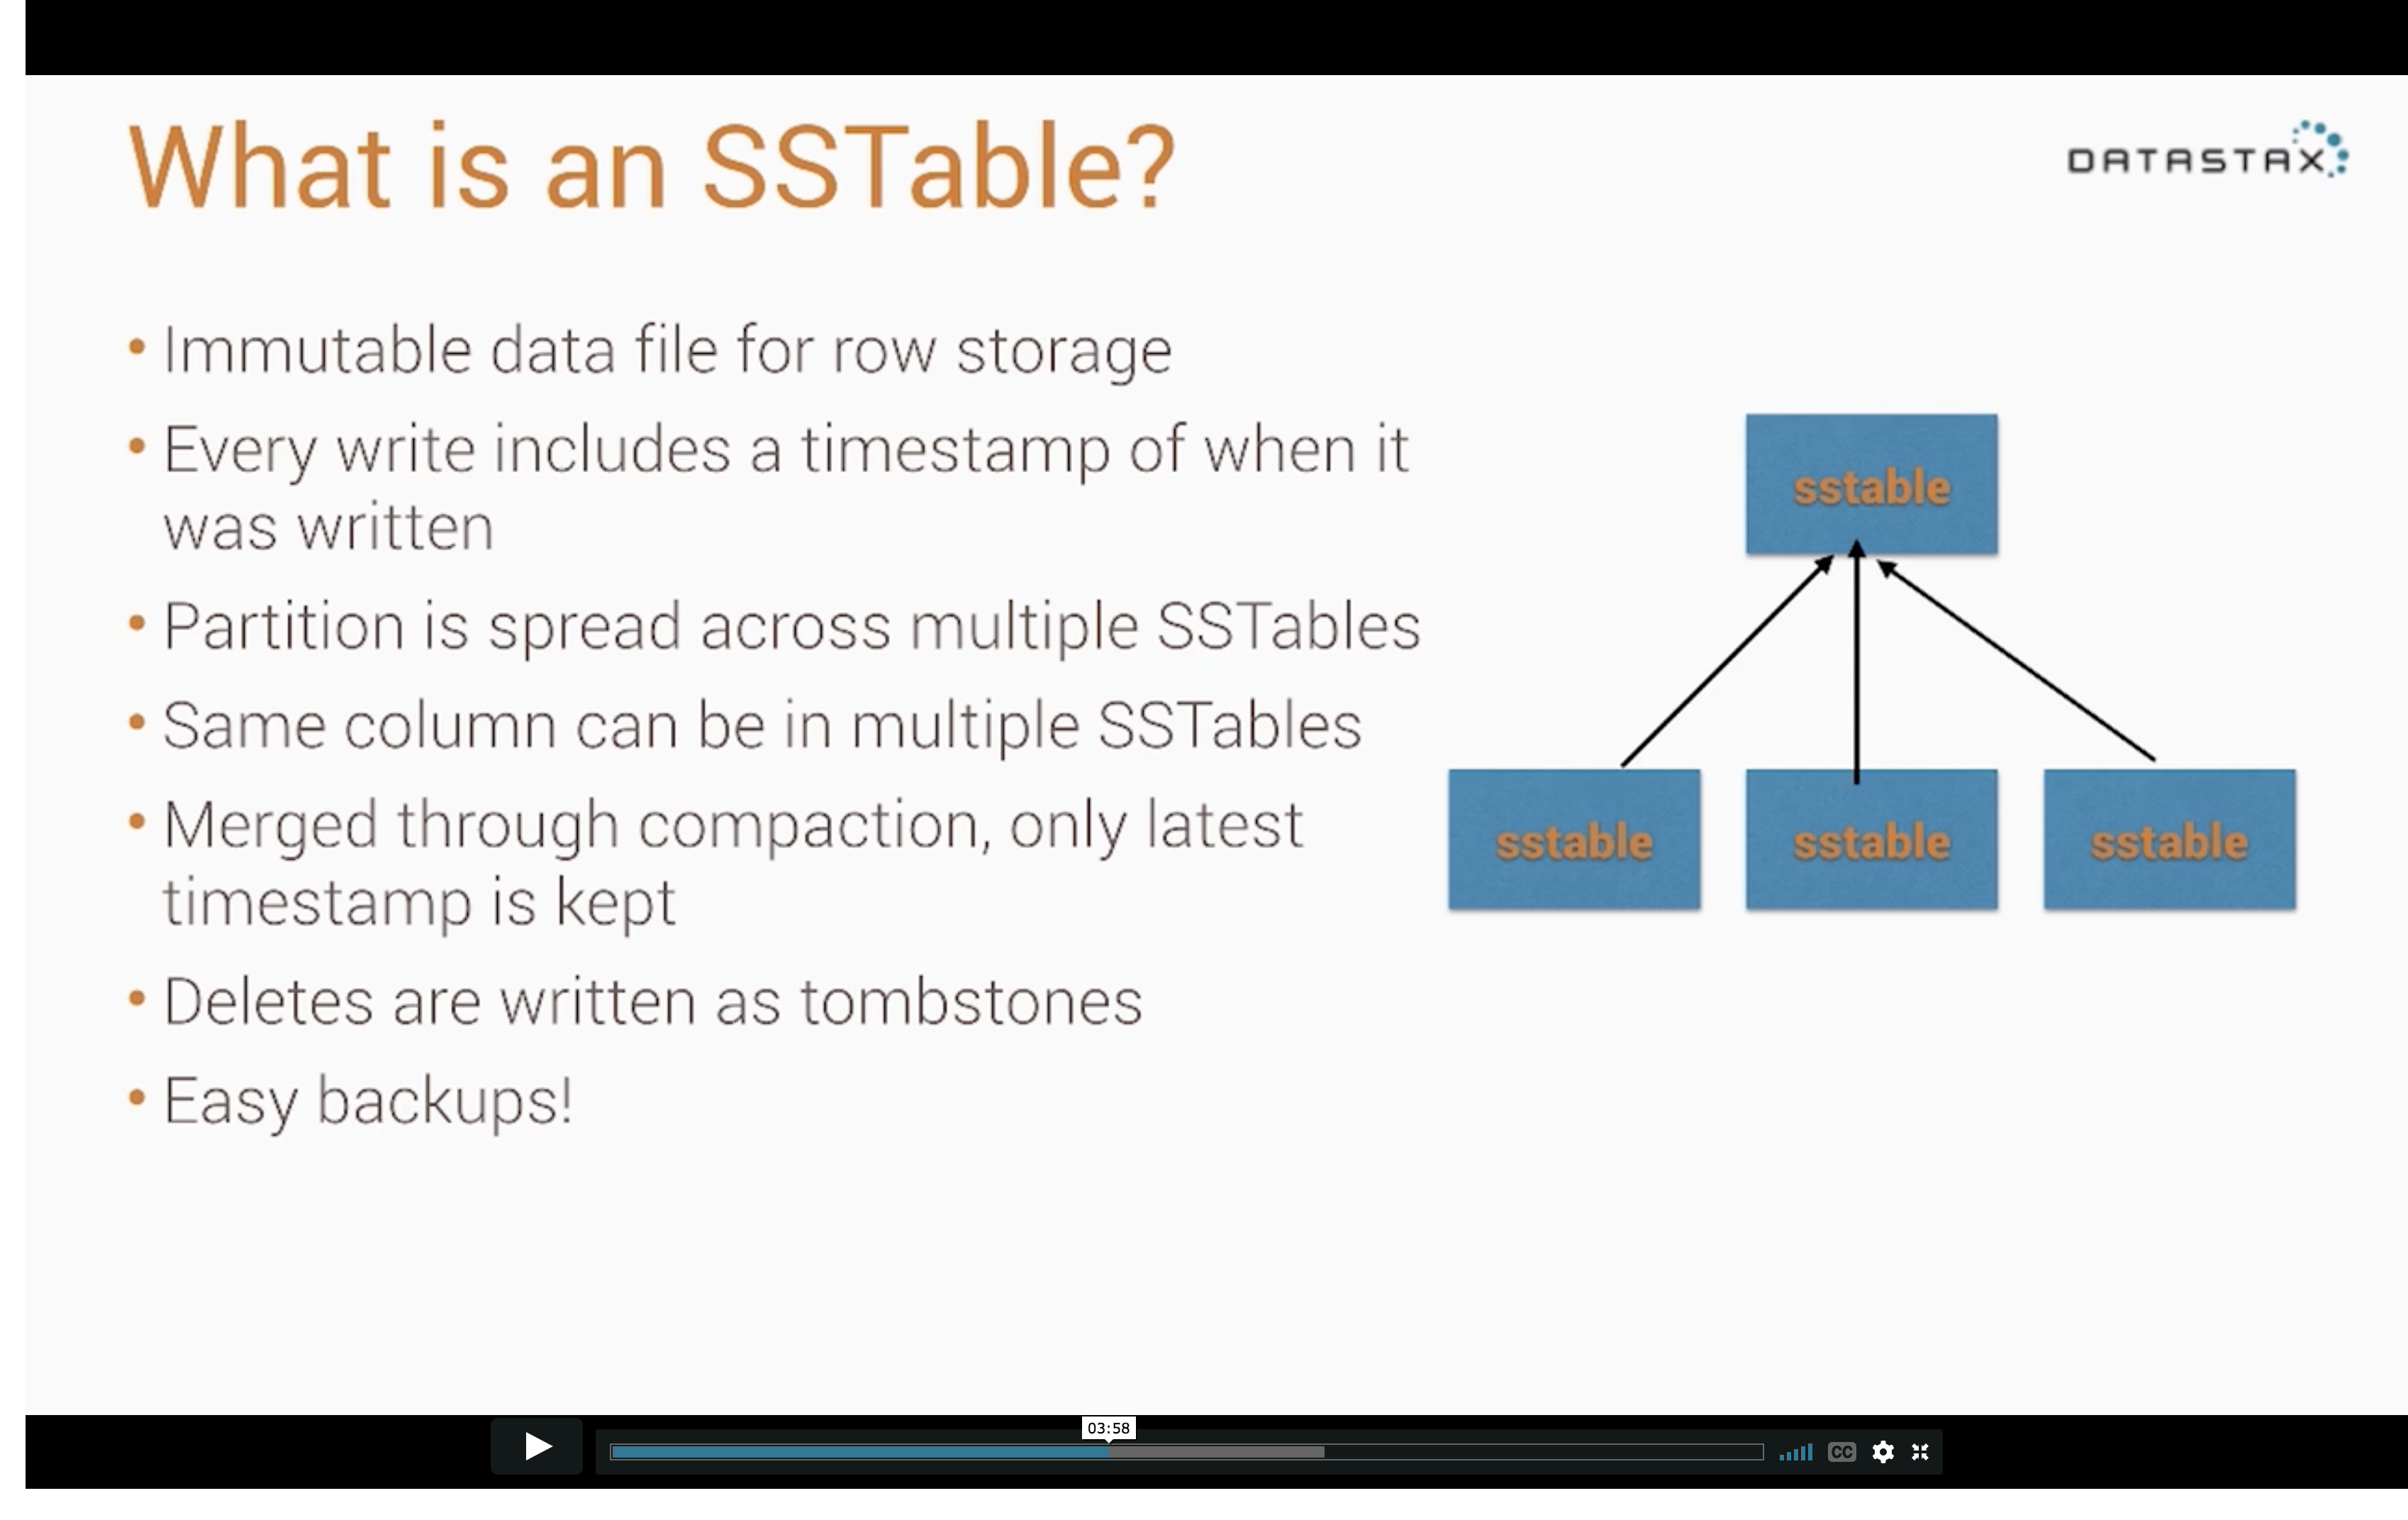 What is an SSTable?
DATASTAX
• Immutable data file for row storage
• Every write includes a timestamp of when it
was written
• Partition is spread across multiple SSTables
• Same column can be in multiple SSTables
• Merged through compaction, only latest
timestamp is kept
• Deletes are written as tombstones
• Easy backups!
sstable
sstable
sstable
sstable
03:58
CC